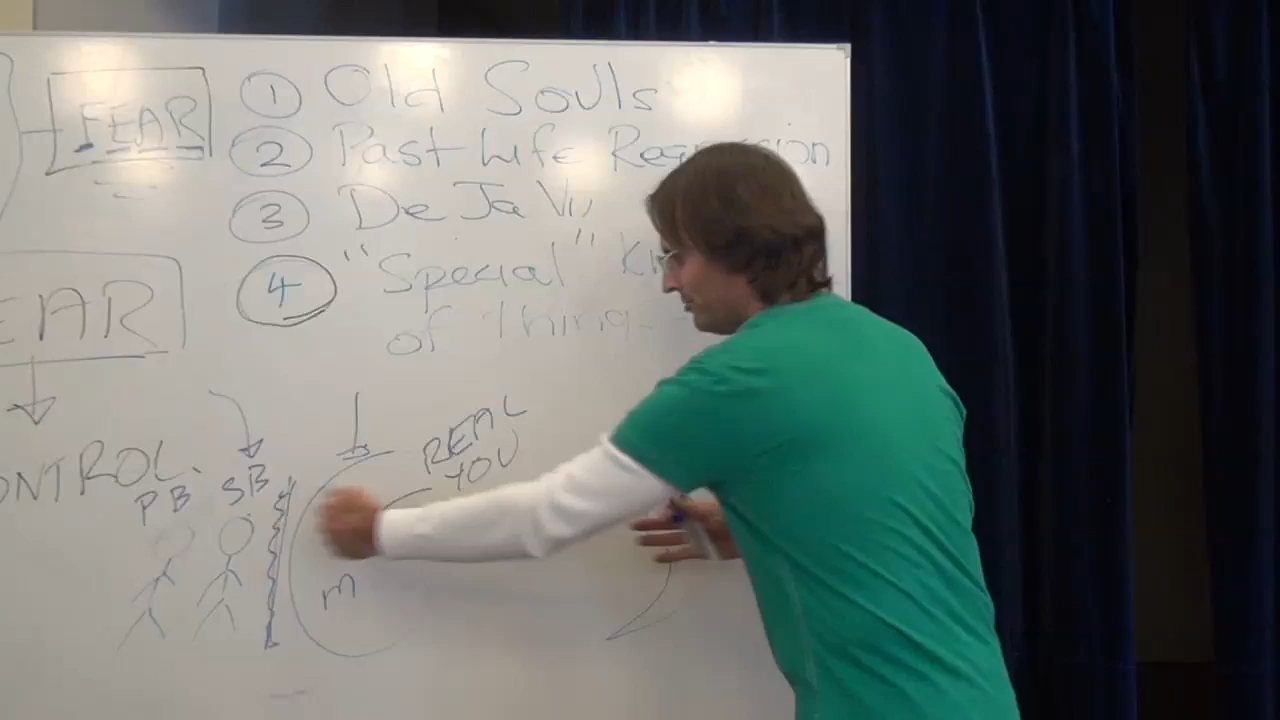 FEAR
① Old Souls
② Past Life
③ De Ja Vu
④ "Special"
of
EAR
REAL
YOU
ONTROL.
PB SB
m